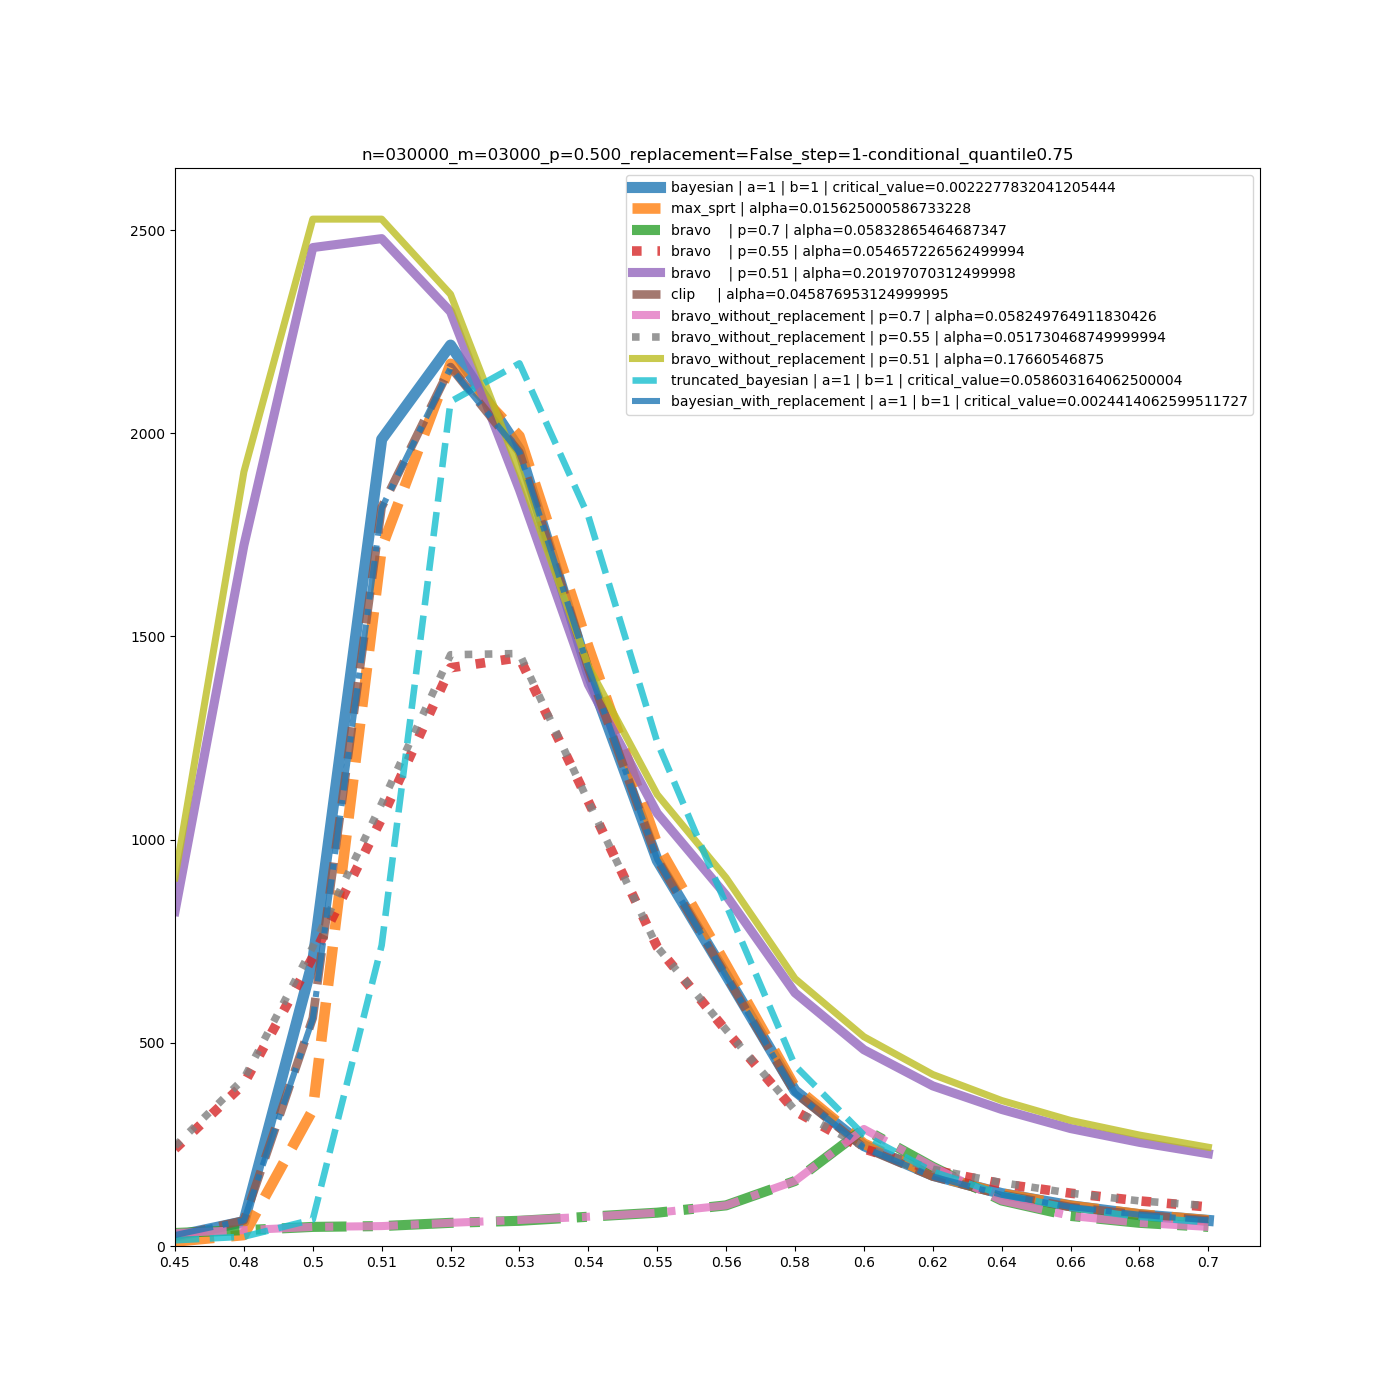 n=030000_m=03000_p=0.500_replacement=False_step=1-conditional_quantile0.75
bayesian | a=1 | b=1 | critical_value=0.0022277832041205444
max_sprt | alpha=0.015625000586733228
bravo | p=0.7 | alpha=0.05832865464687347
bravo | p=0.55 | alpha=0.054657226562499994
bravo | p=0.51 | alpha=0.20197070312499998
clip | alpha=0.045876953124999995
bravo_without_replacement | p=0.7 | alpha=0.058249764911830426
bravo_without_replacement | p=0.55 | alpha=0.051730468749999994
bravo_without_replacement | p=0.51 | alpha=0.17660546875
truncated_bayesian | a=1 | b=1 | critical_value=0.058603164062500004
bayesian_with_replacement | a=1 | b=1 | critical_value=0.0024414062599511727
2500
2000
1500
1000
500
0
0.45 0.48 0.5 0.51 0.52 0.53 0.54 0.55 0.56 0.58 0.6 0.62 0.64 0.66 0.68 0.7